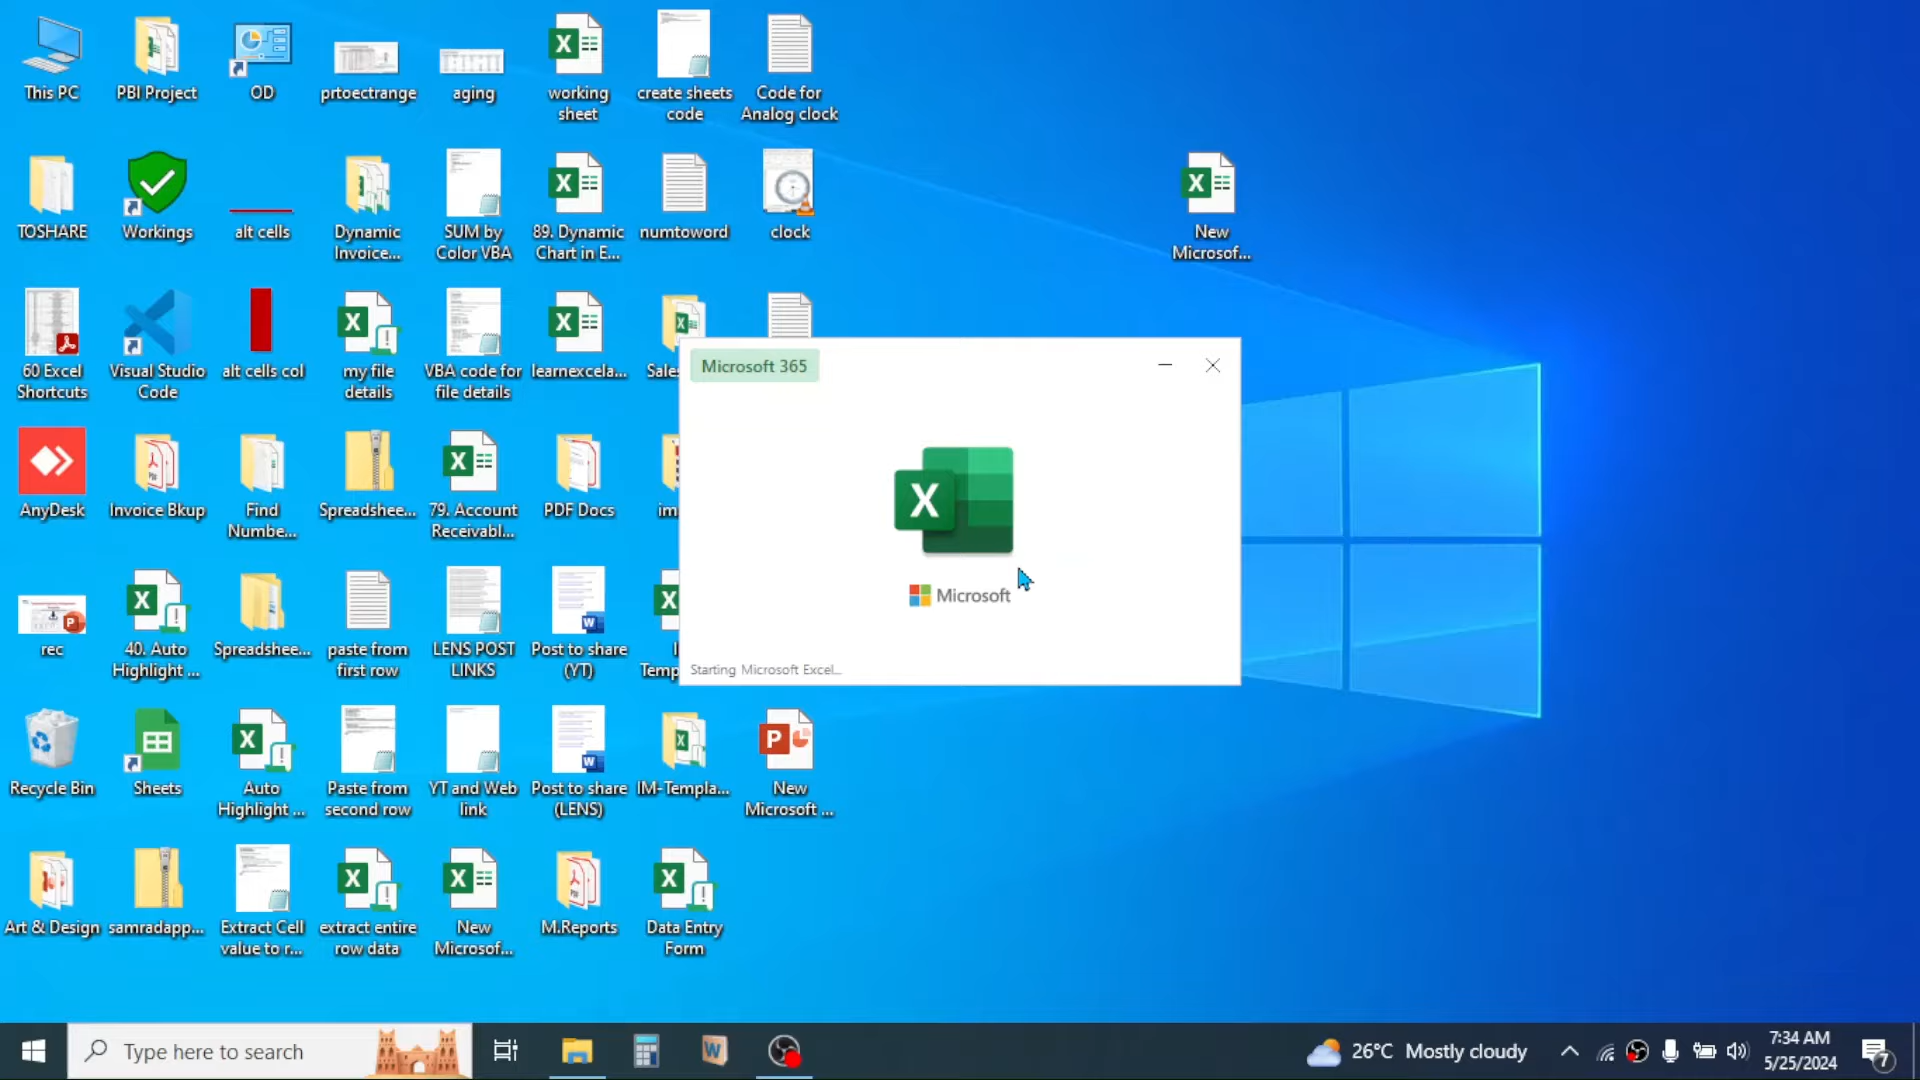 This PC
PBI Project
OD
prtoectrange
aging
working
sheet
create sheets
code
Code for
Analog clock
TOSHARE
Workings
alt cells
Dynamic
Invoice...
SUM by
Color VBA
89. Dynamic
Chart in E...
numtoword
clock
New
Microsof...
60 Excel
Shortcuts
Visual Studio
Code
alt cells col
my file
details
VBA code for
file details
learnexcela...
Sales
Microsoft 365
X
Microsoft
Starting Microsoft Excel...
AnyDesk
Invoice Bkup
Find
Numbe...
Spreadshee...
79. Account
Receivabl...
PDF Docs
im
rec
40. Auto
Highlight ...
Spreadshee...
paste from
first row
LENS POST
LINKS
Post to share
(YT)
I
Temp
Recycle Bin
Sheets
Auto
Highlight ...
Paste from
second row
YT and Web
link
Post to share
(LENS)
IM-Templa...
New
Microsoft ...
Art & Design
samradapp...
Extract Cell
value to r...
extract entire
row data
New
Microsof...
M.Reports
Data Entry
Form
Type here to search
26°C Mostly cloudy
7:34 AM
5/25/2024
7